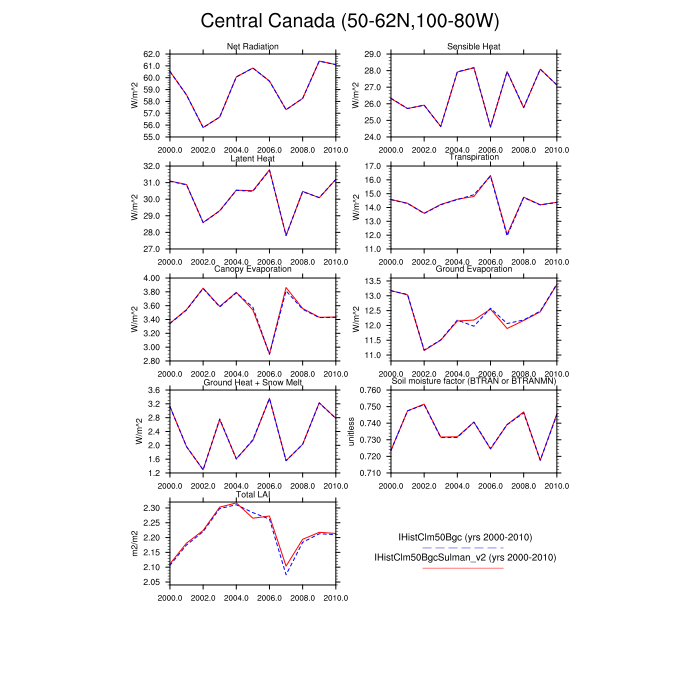 Central Canada (50-62N,100-80W)
Net Radiation
62.0
61.0
60.0
59.0
58.0
57.0
56.0
55.0
W/m^2
2000.0 2002.0 2004.0 2006.0 2008.0 2010.0
Sensible Heat
29.0
28.0
27.0
26.0
25.0
24.0
W/m^2
2000.0 2002.0 2004.0 2006.0 2008.0 2010.0
Latent Heat
32.0
31.0
30.0
29.0
28.0
27.0
W/m^2
2000.0 2002.0 2004.0 2006.0 2008.0 2010.0
Transpiration
17.0
16.0
15.0
14.0
13.0
12.0
11.0
W/m^2
2000.0 2002.0 2004.0 2006.0 2008.0 2010.0
Canopy Evaporation
4.00
3.80
3.60
3.40
3.20
3.00
2.80
W/m^2
2000.0 2002.0 2004.0 2006.0 2008.0 2010.0
Ground Evaporation
13.5
13.0
12.5
12.0
11.5
11.0
W/m^2
2000.0 2002.0 2004.0 2006.0 2008.0 2010.0
Ground Heat + Snow Melt
3.6
3.2
2.8
2.4
2.0
1.6
1.2
W/m^2
2000.0 2002.0 2004.0 2006.0 2008.0 2010.0
Soil moisture factor (BTRAN or BTRANMN)
0.760
0.750
0.740
0.730
0.720
0.710
unitless
2000.0 2002.0 2004.0 2006.0 2008.0 2010.0
Total LAI
2.30
2.25
2.20
2.15
2.10
2.05
m2/m2
2000.0 2002.0 2004.0 2006.0 2008.0 2010.0
IHistClm50Bgc (yrs 2000-2010)
IHistClm50BgcSulman_v2 (yrs 2000-2010)